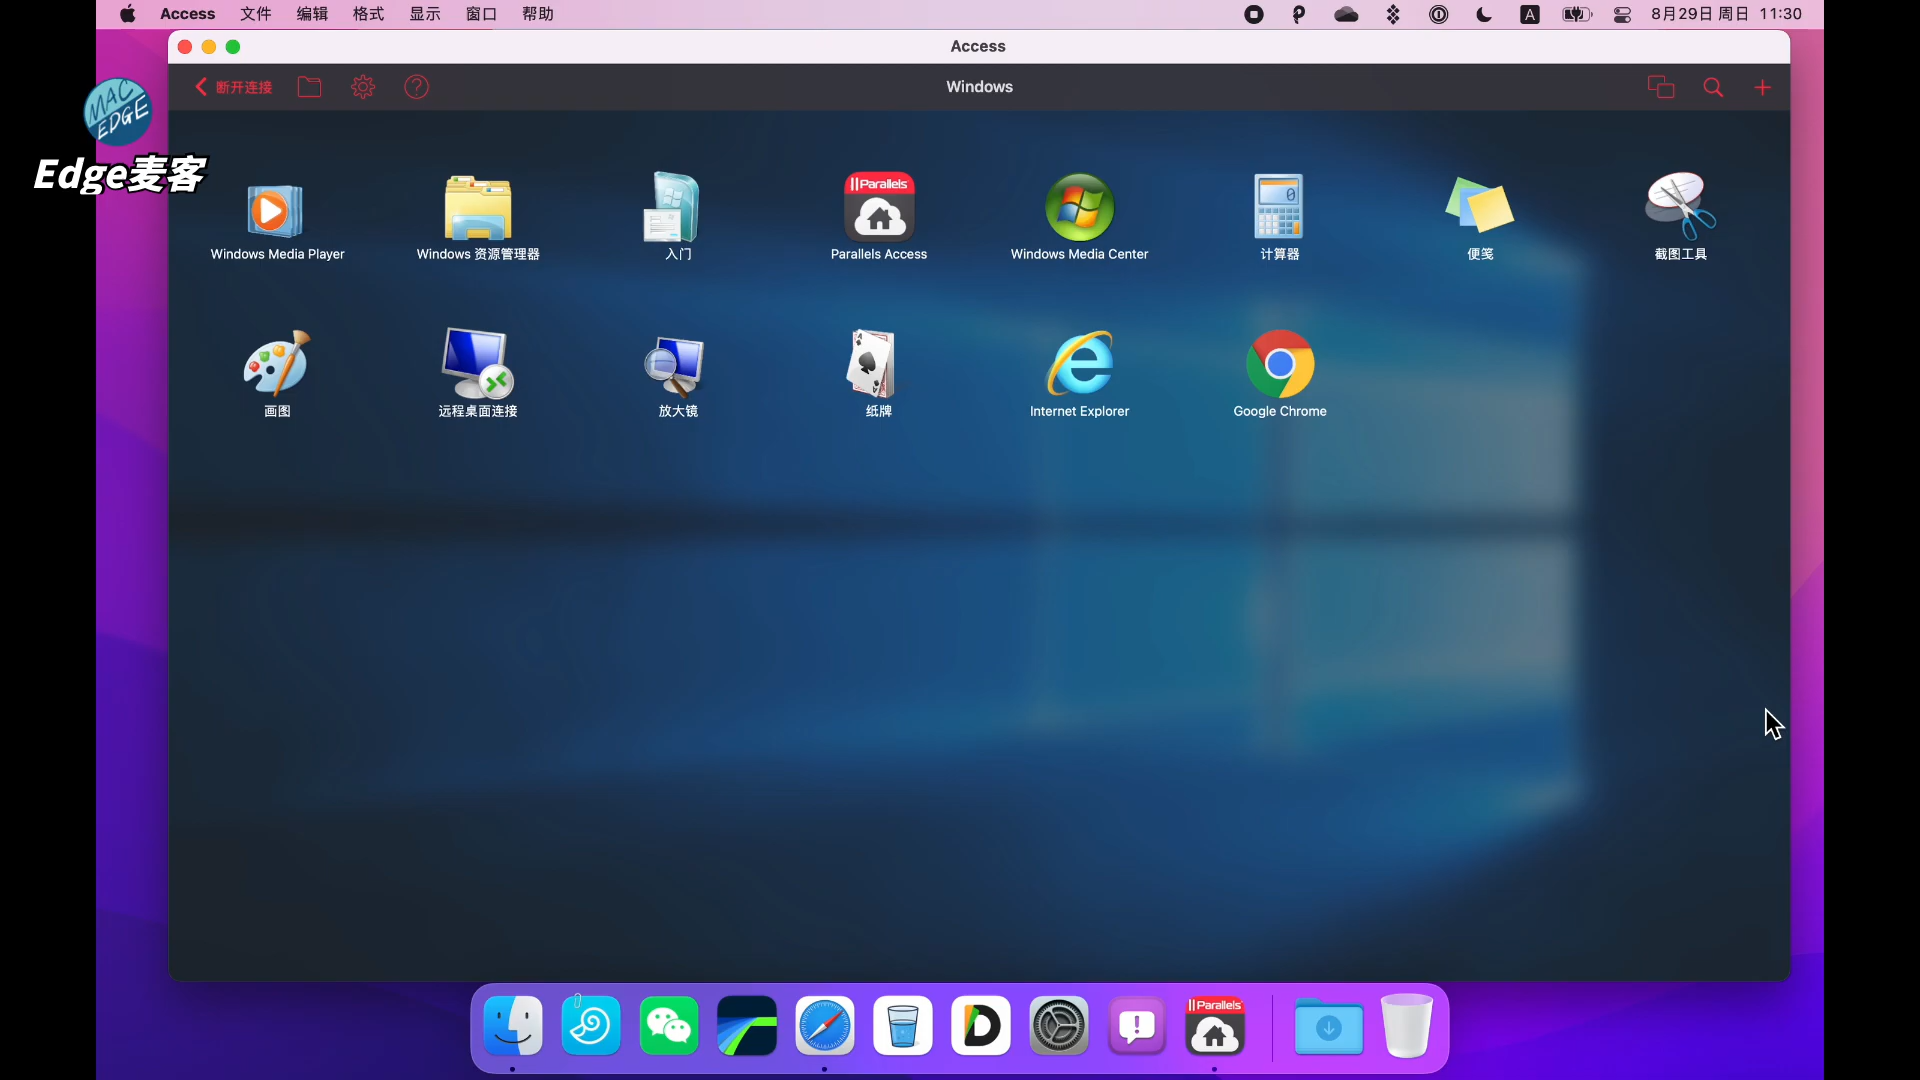 Access 文件 编辑 格式 显示 窗口 帮助 A 8月29日 周日 11:30
Access
断开连接 Windows
MAC EDGE
Edge麦客
Parallels
0
Windows Media Player Windows 资源管理器 入门 Parallels Access Windows Media Center 计算器 便笺 截图工具
画图 远程桌面连接 放大镜 纸牌 Internet Explorer Google Chrome
Parallels